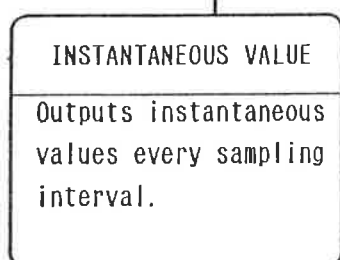 INSTANTANEOUS VALUE
Outputs instantaneous
values every sampling
interval.